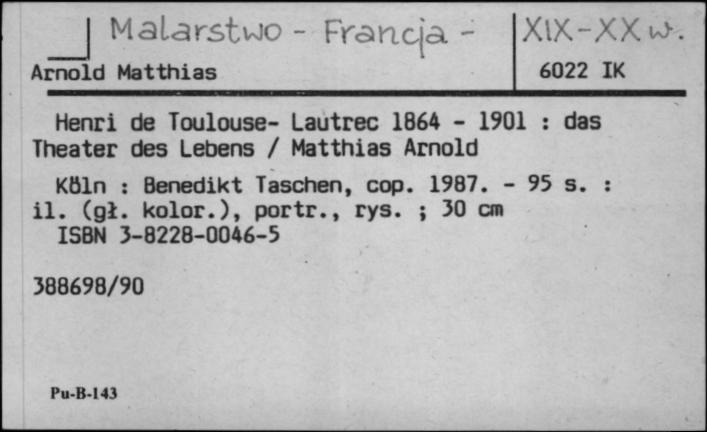 Malarstwo - Francja - XIX-XX w.
Arnold Matthias 6022 IK
Henri de Toulouse- Lautrec 1864 - 1901 : das
Theater des Lebens / Matthias Arnold
Köln : Benedikt Taschen, cop. 1987. - 95 s. :
il. (gł. kolor.), portr., rys. ; 30 cm
ISBN 3-8228-0046-5
388698/90
Pu-B-143